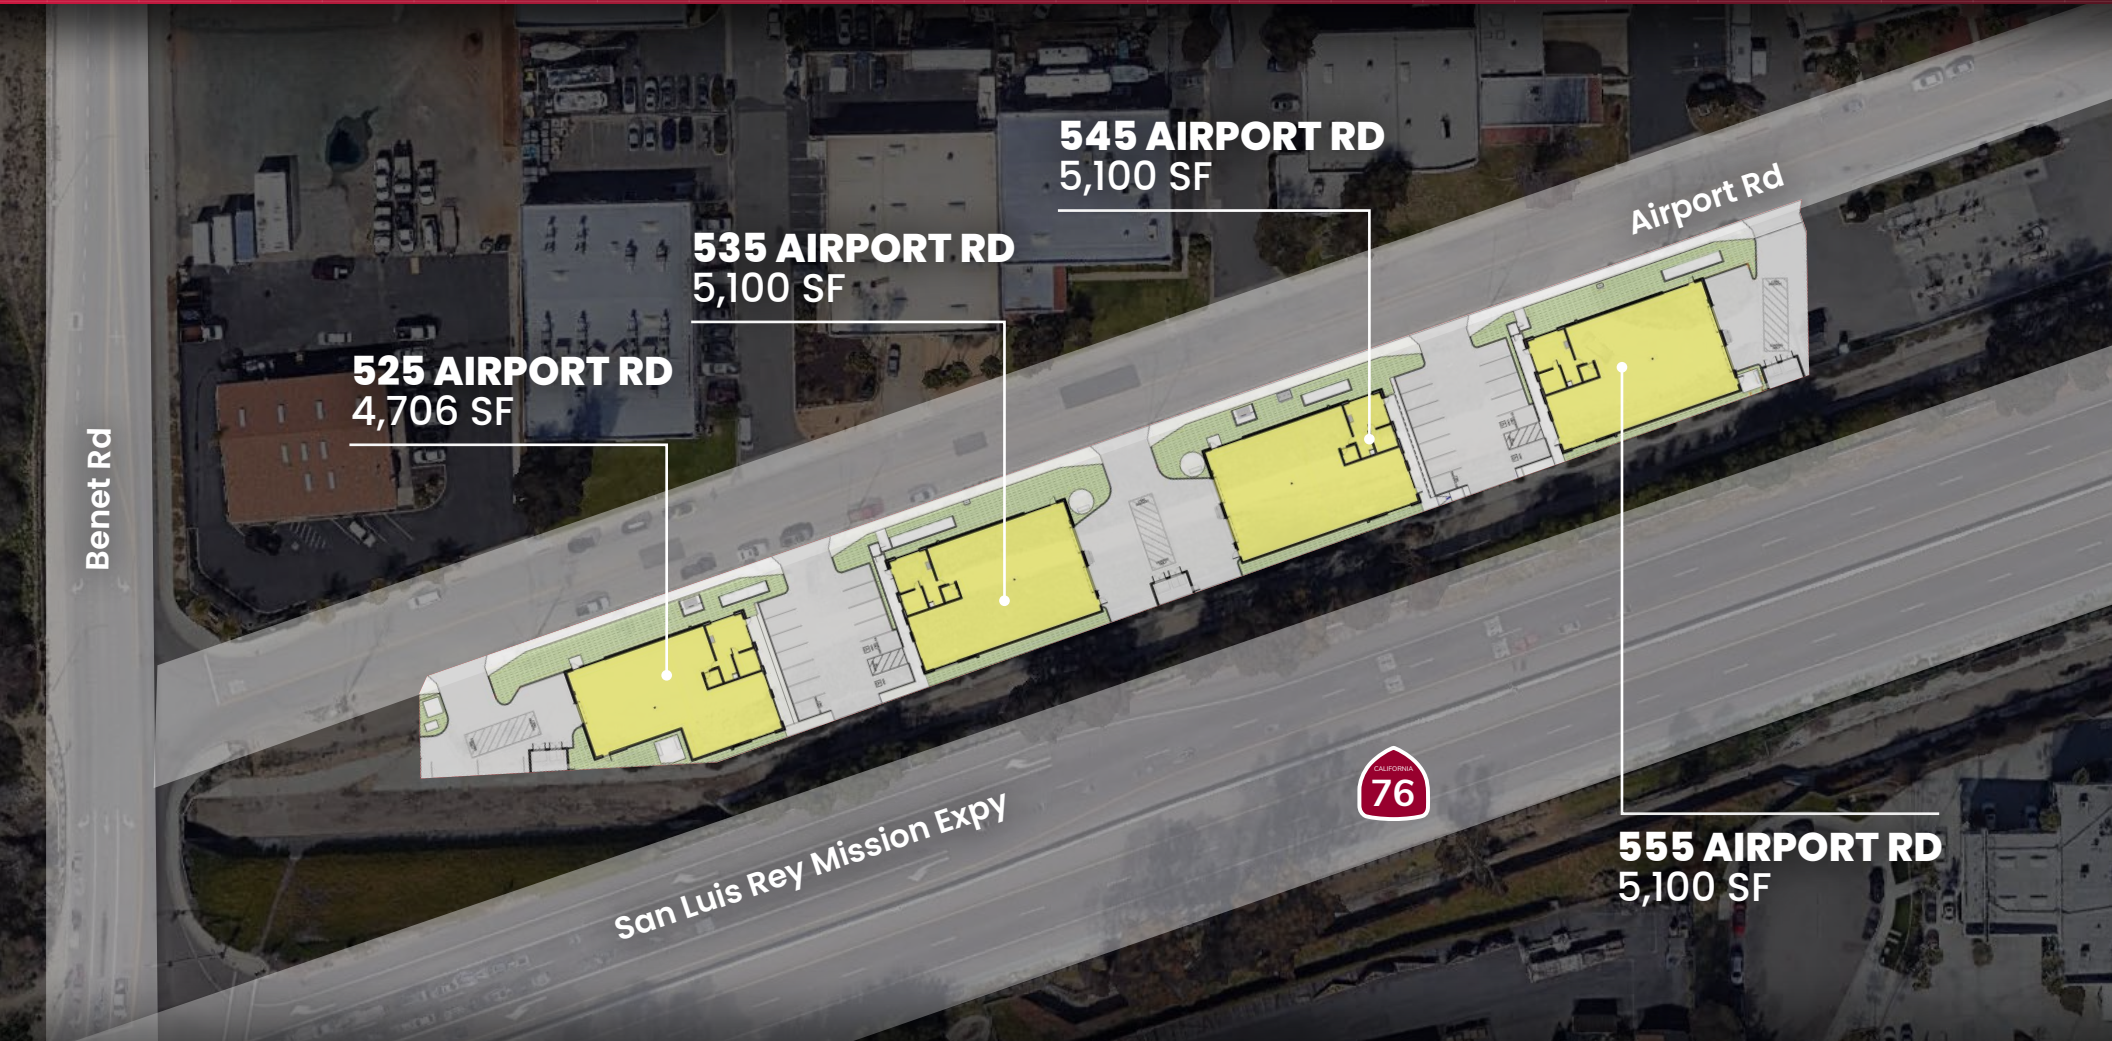 545 AIRPORT RD
5,100 SF
Airport Rd
535 AIRPORT RD
5,100 SF
525 AIRPORT RD
4,706 SF
Benet Rd
CALIFORNIA
76
San Luis Rey Mission Expy
555 AIRPORT RD
5,100 SF